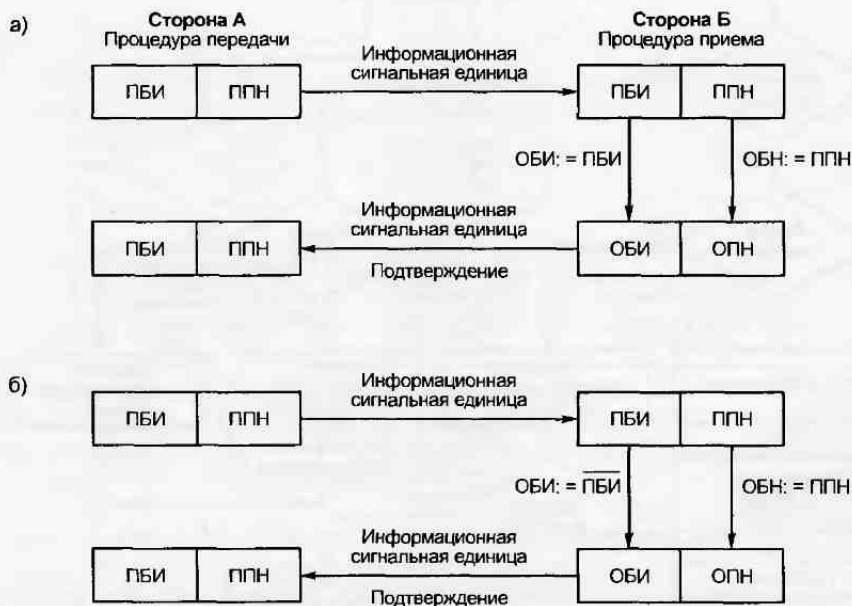 а)
Сторона А
Процедура передачи
Сторона Б
Процедура приема
Информационная
сигнальная единица
ПБИ ППН
ПБИ ППН
ОБИ: = ПБИ
ОБН: = ППН
Информационная
сигнальная единица
ПБИ ППН
Подтверждение
ОБИ ОПН
б)
Информационная
сигнальная единица
ПБИ ППН
ПБИ ППН
ОБИ: = П̅Б̅И̅
ОБН: = ППН
Информационная
сигнальная единица
ПБИ ППН
Подтверждение
ОБИ ОПН